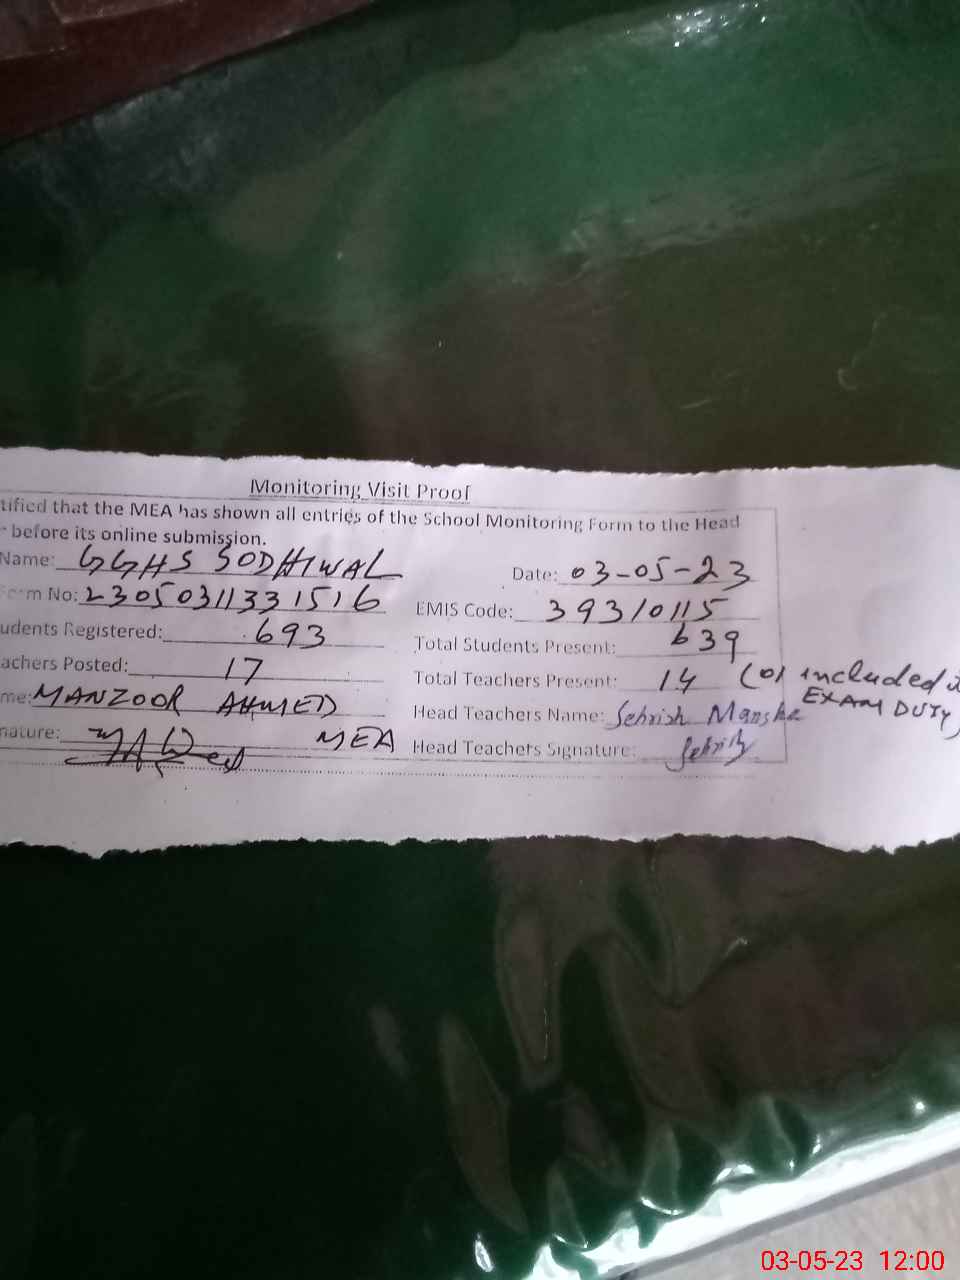 Monitoring Visit Proof
tified that the MEA has shown all entries of the School Monitoring Form to the Head
r before its online submission.
Name: GGHS SODHIWAL Date: 03-05-23
Form No: 2305031133 1516 EMIS Code: 39310115
udents Registered: 693 Total Students Present: 639
achers Posted: 17 Total Teachers Present: 14 (01 included
EXAM DUTY)
me: MANZOOR AHMED Head Teachers Name: Sehrish
nature: MEA Head Teachers Signature: Sehrish
03-05-23 12:00